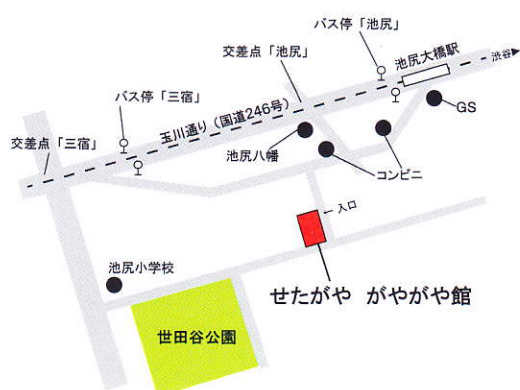 バス停「池尻」
交差点「池尻」
池尻大橋駅
渋谷
バス停「三宿」
玉川通り(国道246号)
GS
交差点「三宿」
池尻八幡
コンビニ
←入口
池尻小学校
せたがや がやがや館
世田谷公園